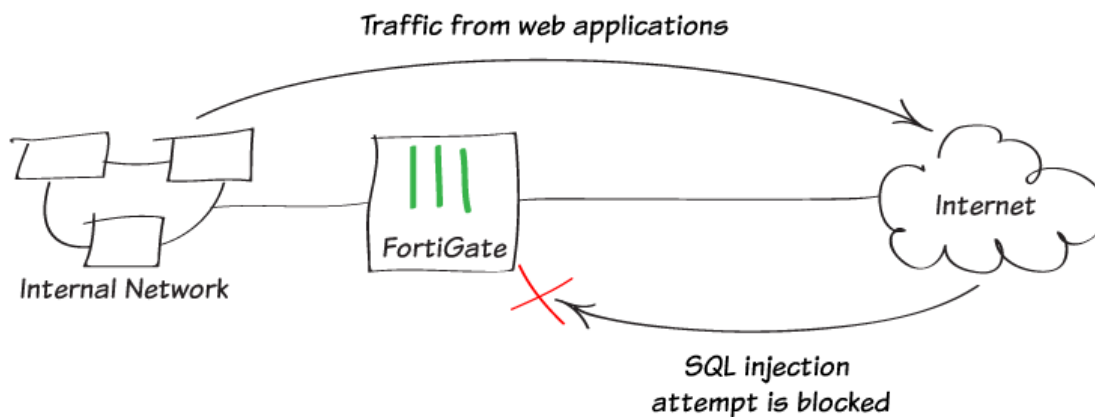 Traffic from web applications
FortiGate
Internet
Internal Network
SQL injection
attempt is blocked